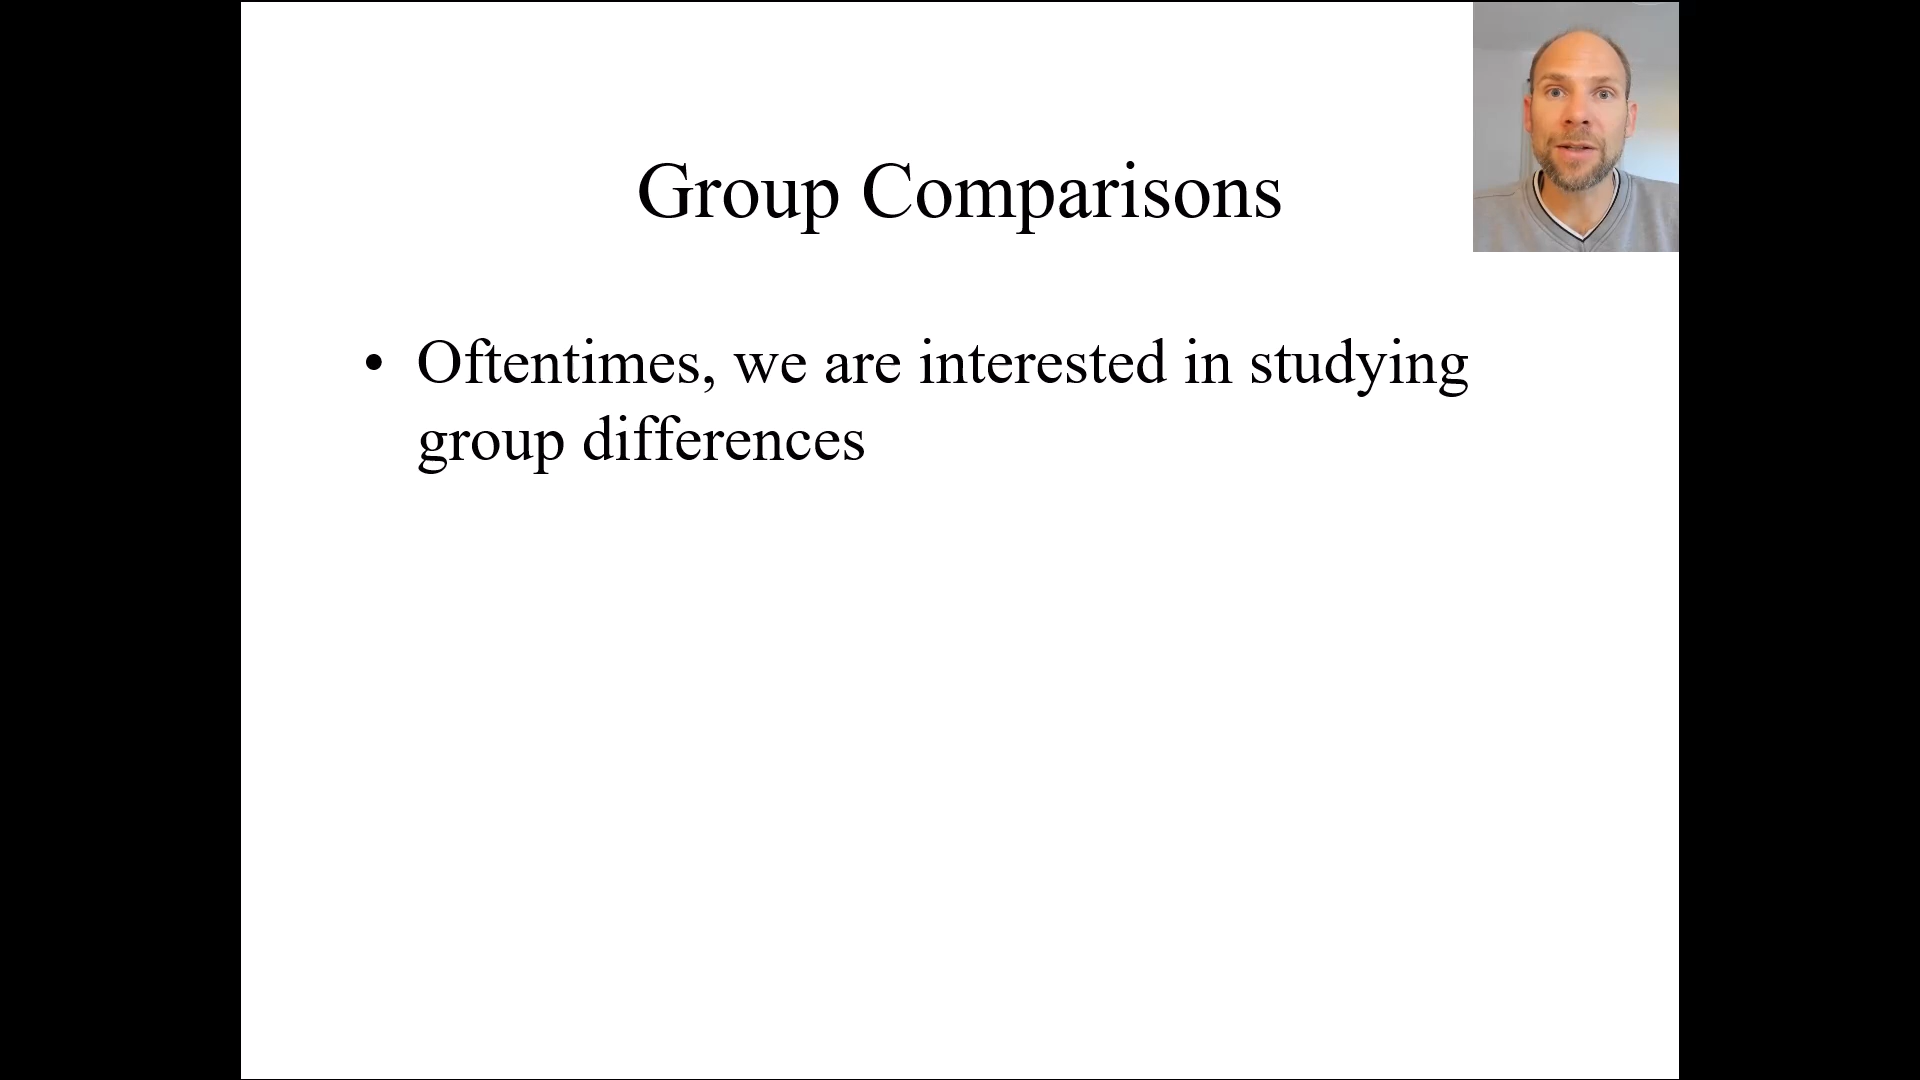 Group Comparisons
• Oftentimes, we are interested in studying
group differences